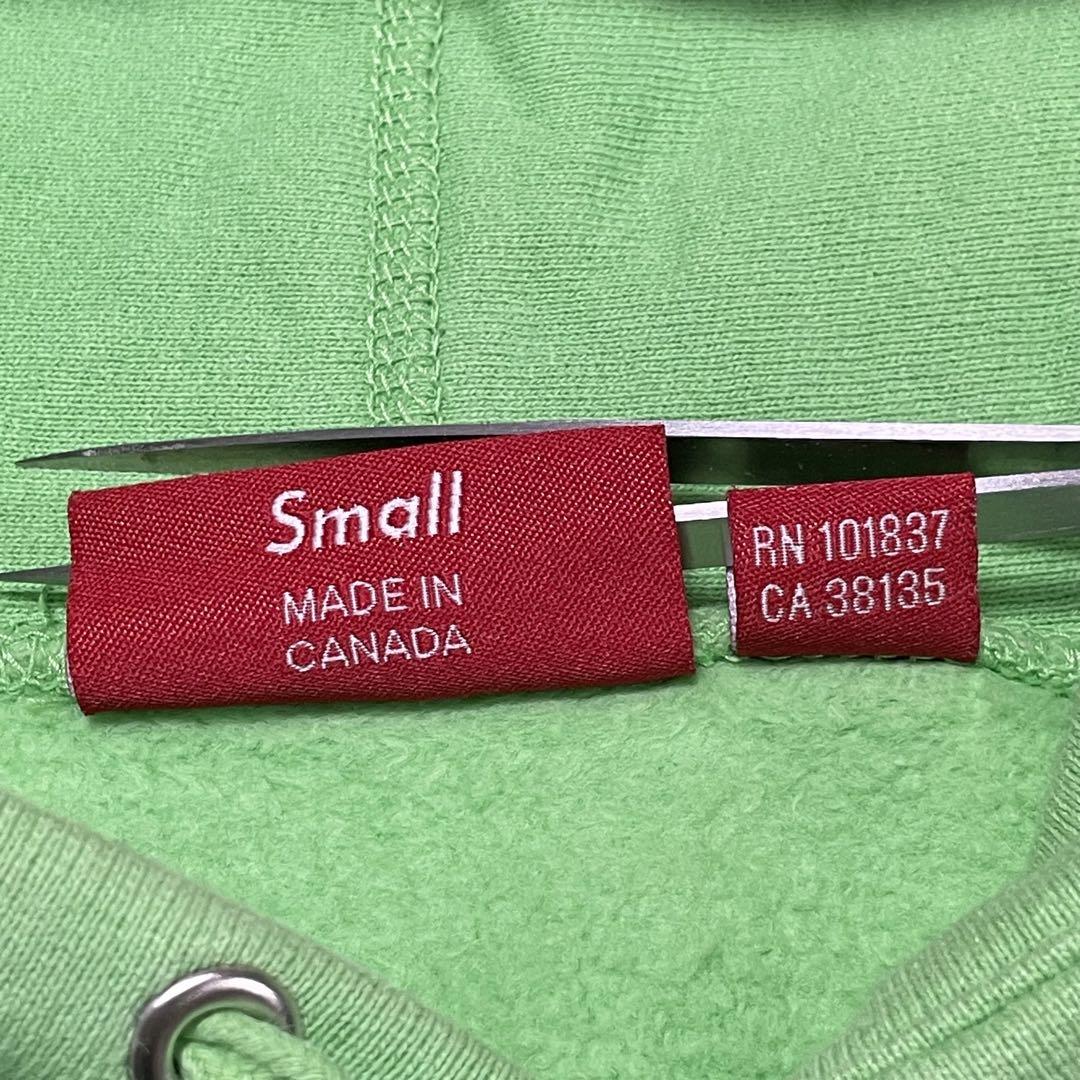 Small
MADE IN
CANADA
RN 101837
CA 38135